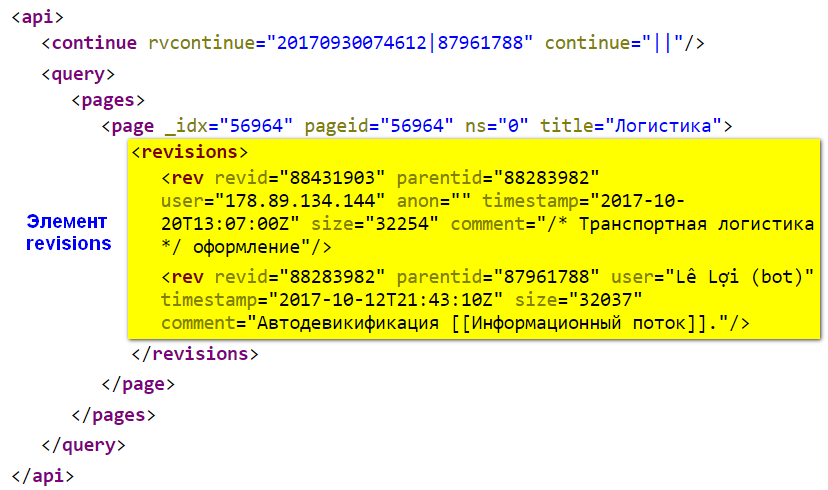 <api>
<continue rvcontinue="20170930074612|87961788" continue="||"/>
<query>
<pages>
<page _idx="56964" pageid="56964" ns="0" title="Логистика">
<revisions>
<rev revid="88431903" parentid="88283982"
user="178.89.134.144" anon="" timestamp="2017-10-
20T13:07:00Z" size="32254" comment="/* Транспортная логистика
*/ оформление"/>
Элемент
revisions
<rev revid="88283982" parentid="87961788" user="Lê Lợi (bot)"
timestamp="2017-10-12T21:43:10Z" size="32037"
comment="Автодевикификация [[Информационный поток]]."/>
</revisions>
</page>
</pages>
</query>
</api>